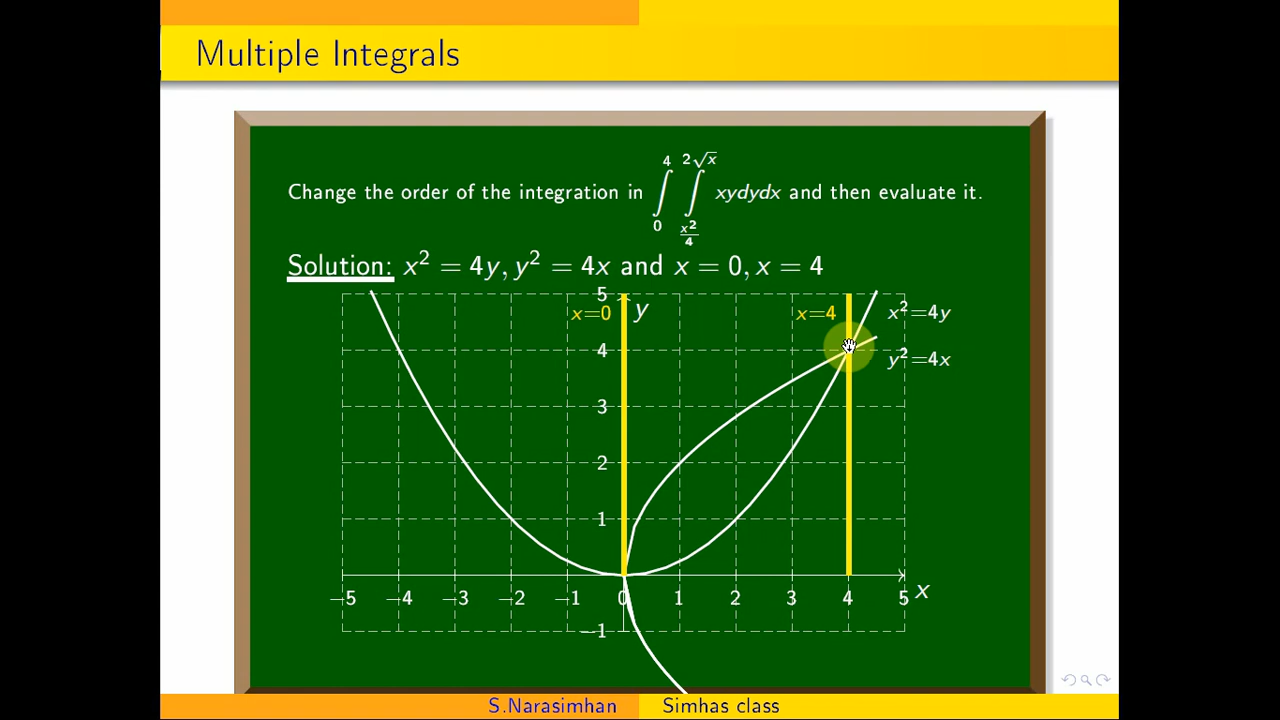 Multiple Integrals
Change the order of the integration in ∫₀⁴ ∫_{x²/4}^{2√x} xydydx and then evaluate it.
Solution: x² = 4y, y² = 4x and x = 0, x = 4
5
x=0
y
x=4
x²=4y
4
y²=4x
3
2
1
−5 −4 −3 −2 −1 0 1 2 3 4 5 x
−1
S.Narasimhan Simhas class